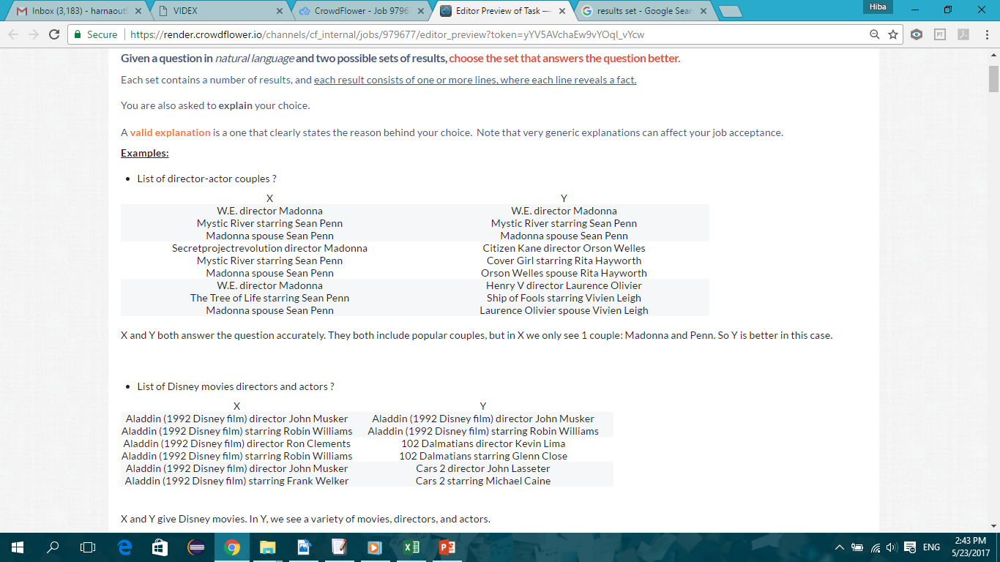 Inbox (3,183) - harnaout
VIDEX
CrowdFlower - Job 9796
Editor Preview of Task —
results set - Google Sear
Hiba
Secure
https://render.crowdflower.io/channels/cf_internal/jobs/979677/editor_preview?token=yYV5AVchaEw9vYOqI_vYcw
Given a question in natural language and two possible sets of results, choose the set that answers the question better.
Each set contains a number of results, and each result consists of one or more lines, where each line reveals a fact.
You are also asked to explain your choice.
A valid explanation is a one that clearly states the reason behind your choice. Note that very generic explanations can affect your job acceptance.
Examples:
• List of director-actor couples ?
X Y
W.E. director Madonna W.E. director Madonna
Mystic River starring Sean Penn Mystic River starring Sean Penn
Madonna spouse Sean Penn Madonna spouse Sean Penn
Secretprojectrevolution director Madonna Citizen Kane director Orson Welles
Mystic River starring Sean Penn Cover Girl starring Rita Hayworth
Madonna spouse Sean Penn Orson Welles spouse Rita Hayworth
W.E. director Madonna Henry V director Laurence Olivier
The Tree of Life starring Sean Penn Ship of Fools starring Vivien Leigh
Madonna spouse Sean Penn Laurence Olivier spouse Vivien Leigh
X and Y both answer the question accurately. They both include popular couples, but in X we only see 1 couple: Madonna and Penn. So Y is better in this case.
• List of Disney movies directors and actors ?
X Y
Aladdin (1992 Disney film) director John Musker Aladdin (1992 Disney film) director John Musker
Aladdin (1992 Disney film) starring Robin Williams Aladdin (1992 Disney film) starring Robin Williams
Aladdin (1992 Disney film) director Ron Clements 102 Dalmatians director Kevin Lima
Aladdin (1992 Disney film) starring Robin Williams 102 Dalmatians starring Glenn Close
Aladdin (1992 Disney film) director John Musker Cars 2 director John Lasseter
Aladdin (1992 Disney film) starring Frank Welker Cars 2 starring Michael Caine
X and Y give Disney movies. In Y, we see a variety of movies, directors, and actors.
ENG
2:43 PM
5/23/2017